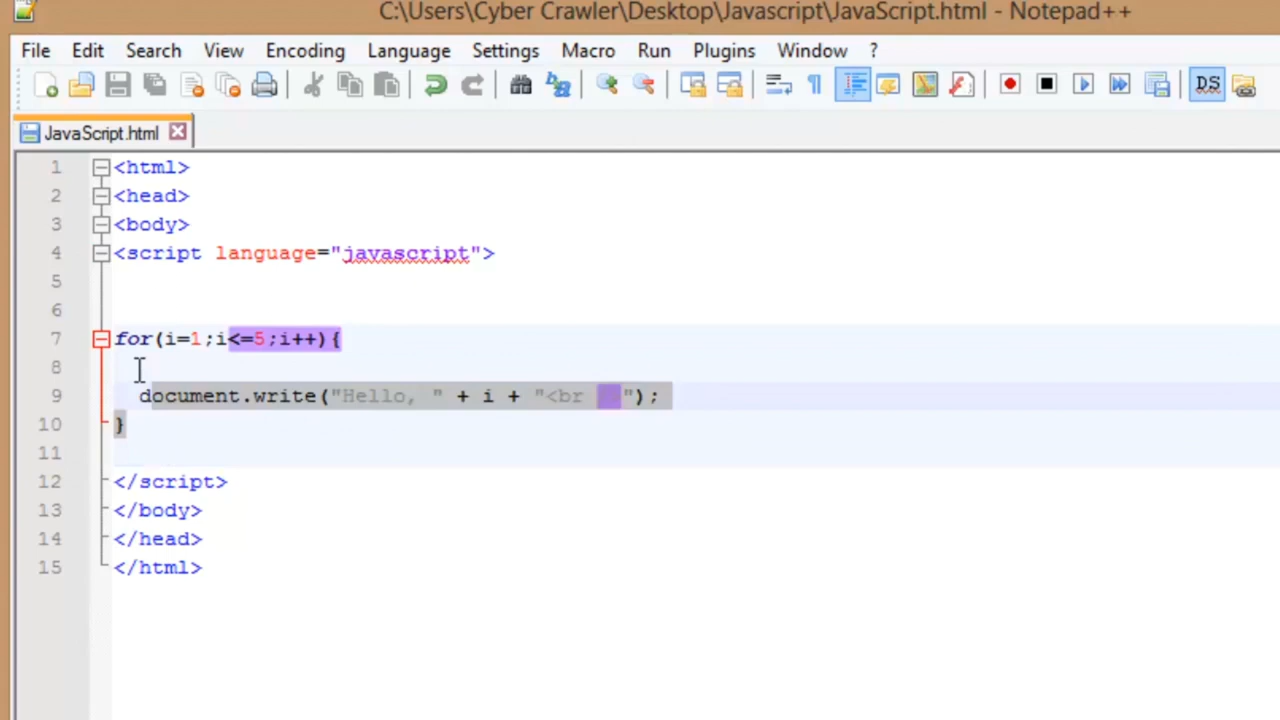 C:\Users\Cyber Crawler\Desktop\Javascript\JavaScript.html - Notepad++
File Edit Search View Encoding Language Settings Macro Run Plugins Window ?
DS
JavaScript.html
1 <html>
2 <head>
3 <body>
4 <script language="javascript">
5
6
7 for(i=1;i<=5;i++){
8
9 document.write("Hello, " + i + "<br ");
10 }
11
12 </script>
13 </body>
14 </head>
15 </html>